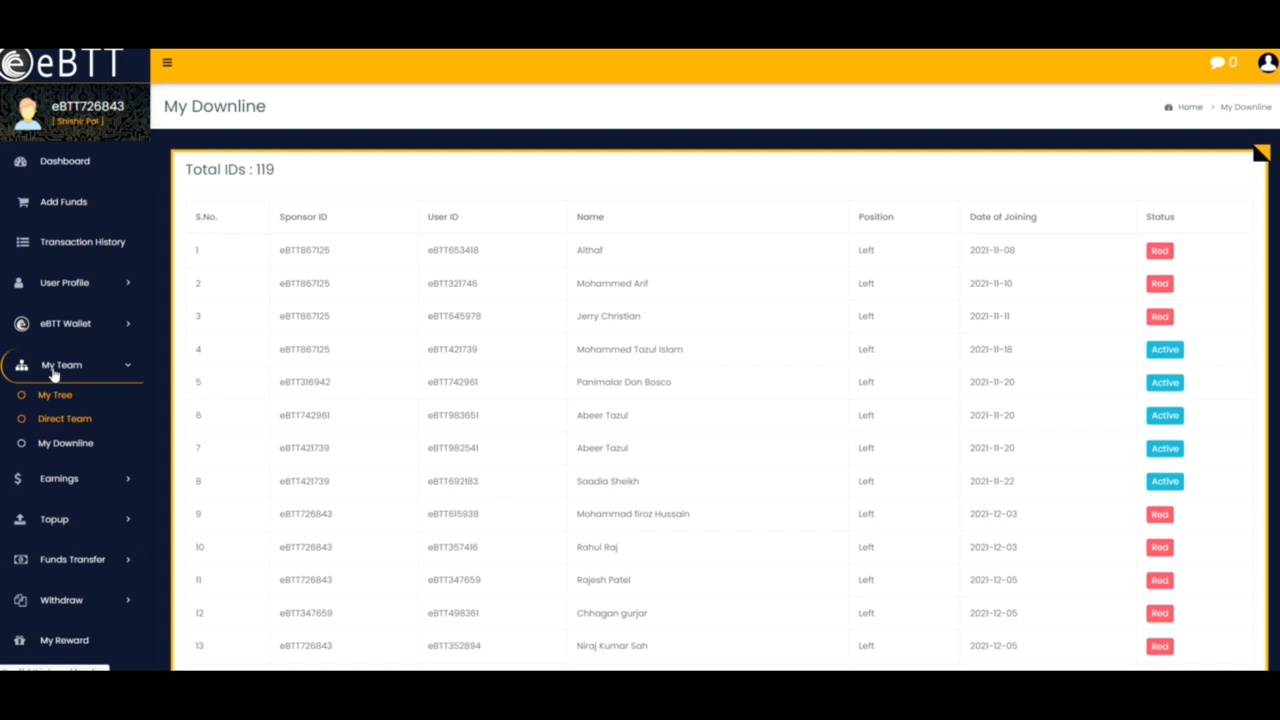 eBTT
0
eBTT726843
[ Shishir Pal ]
My Downline
Home > My Downline
Dashboard
Add Funds
Transaction History
User Profile
eBTT Wallet
My Team
My Tree
Direct Team
My Downline
Earnings
Topup
Funds Transfer
Withdraw
My Reward
Total IDs : 119
S.No. Sponsor ID User ID Name Position Date of Joining Status
1 eBTT867125 eBTT653418 Althaf Left 2021-11-08 Red
2 eBTT867125 eBTT321746 Mohammed Arif Left 2021-11-10 Red
3 eBTT867125 eBTT645978 Jerry Christian Left 2021-11-11 Red
4 eBTT867125 eBTT421739 Mohammed Tazul Islam Left 2021-11-18 Active
5 eBTT316942 eBTT742961 Panimalar Don Bosco Left 2021-11-20 Active
6 eBTT742961 eBTT983651 Abeer Tazul Left 2021-11-20 Active
7 eBTT421739 eBTT982541 Abeer Tazul Left 2021-11-20 Active
8 eBTT421739 eBTT692183 Saadia Sheikh Left 2021-11-22 Active
9 eBTT726843 eBTT615938 Mohammad firoz Hussain Left 2021-12-03 Red
10 eBTT726843 eBTT357416 Rahul Raj Left 2021-12-03 Red
11 eBTT726843 eBTT347659 Rajesh Patel Left 2021-12-05 Red
12 eBTT347659 eBTT498361 Chhagan gurjar Left 2021-12-05 Red
13 eBTT726843 eBTT352894 Niraj Kumar Sah Left 2021-12-05 Red